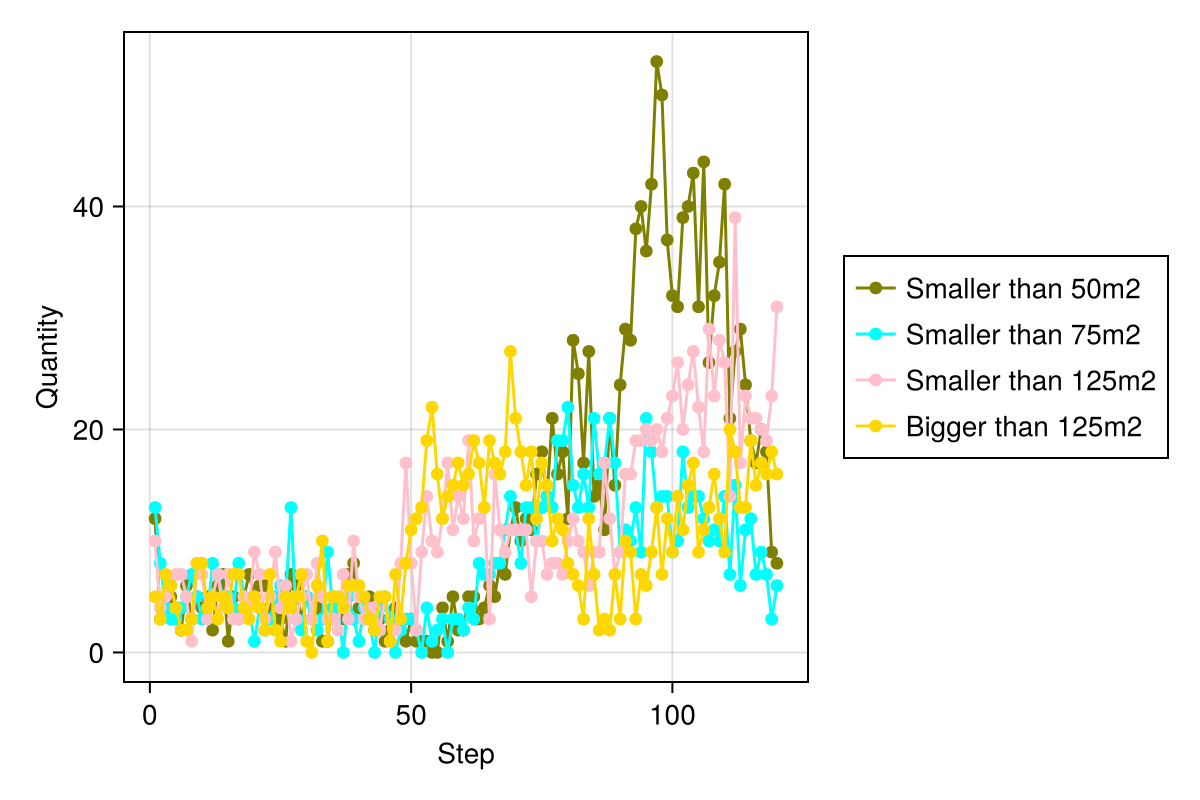 Quantity
40
20
0
0
50
100
Step
Smaller than 50m2
Smaller than 75m2
Smaller than 125m2
Bigger than 125m2